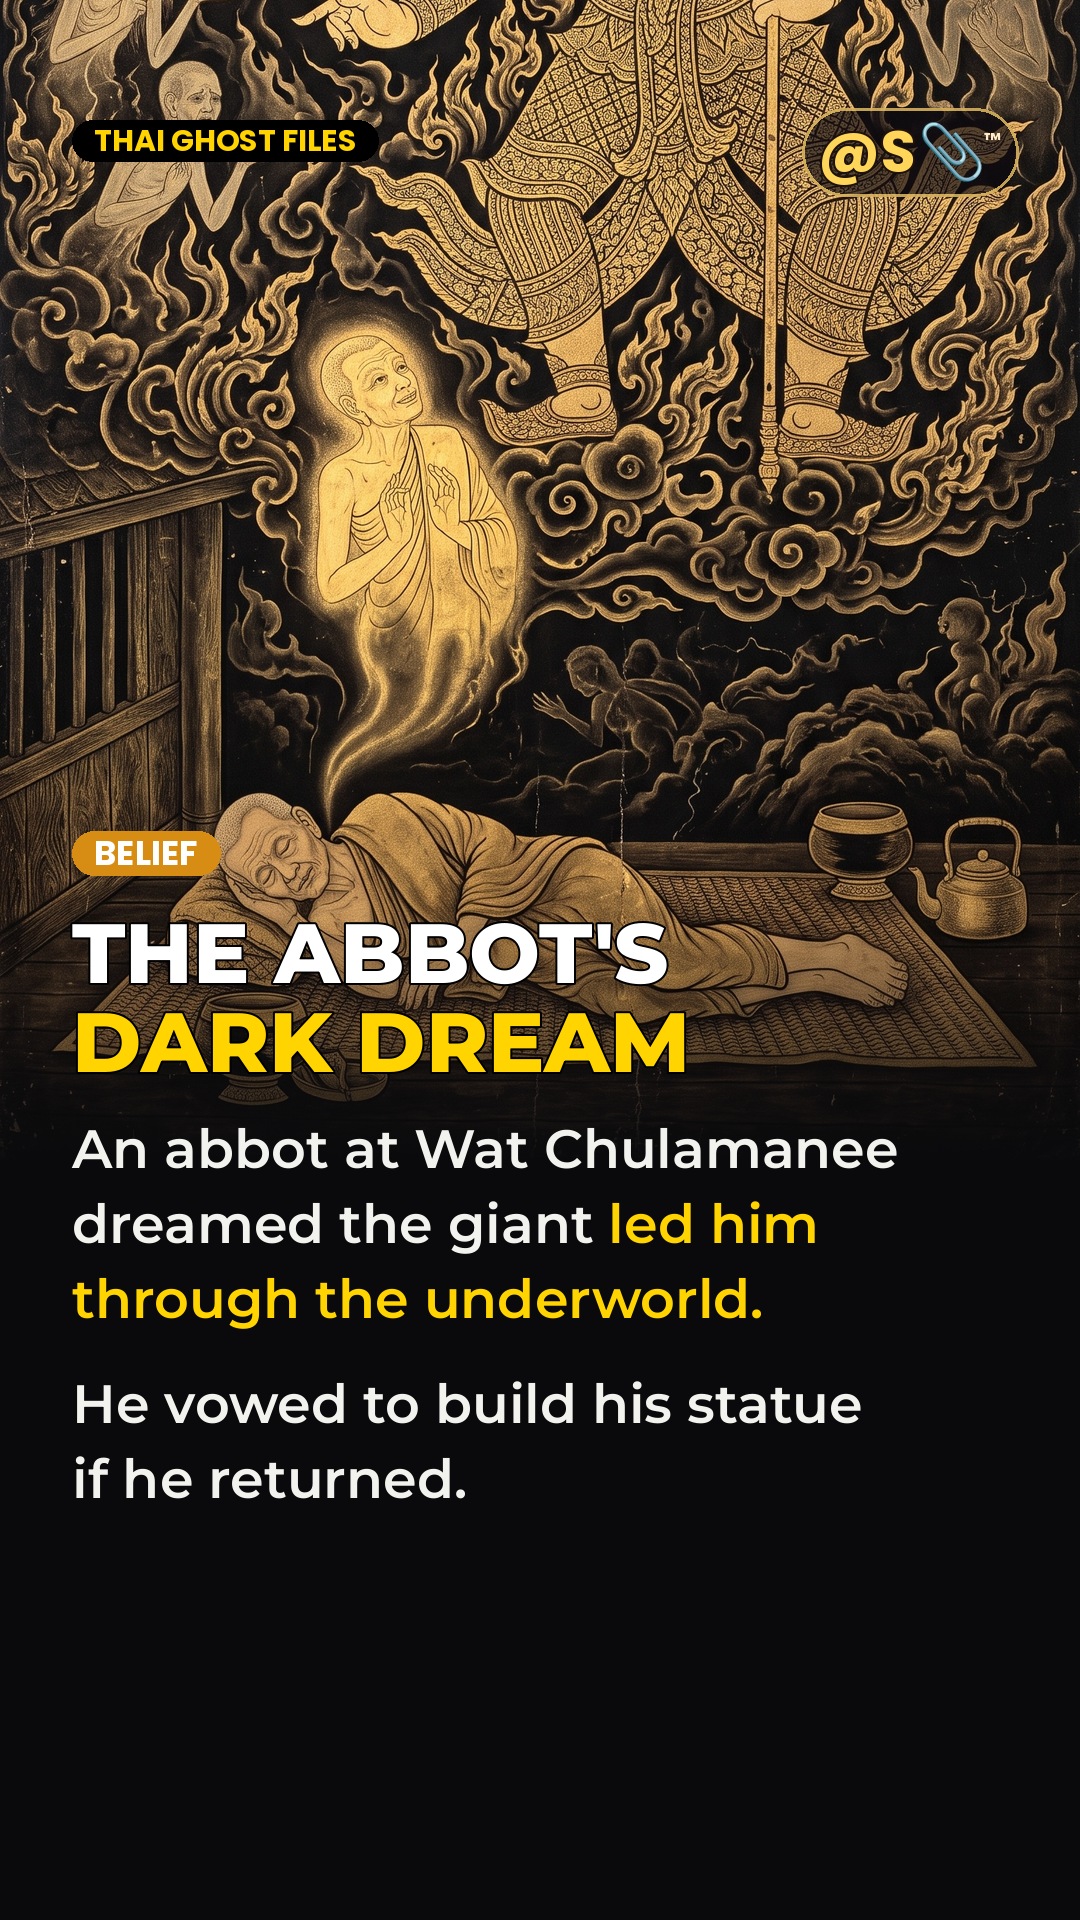 THAI GHOST FILES
@S📎™
BELIEF
THE ABBOT'S
DARK DREAM
An abbot at Wat Chulamanee
dreamed the giant led him
through the underworld.
He vowed to build his statue
if he returned.